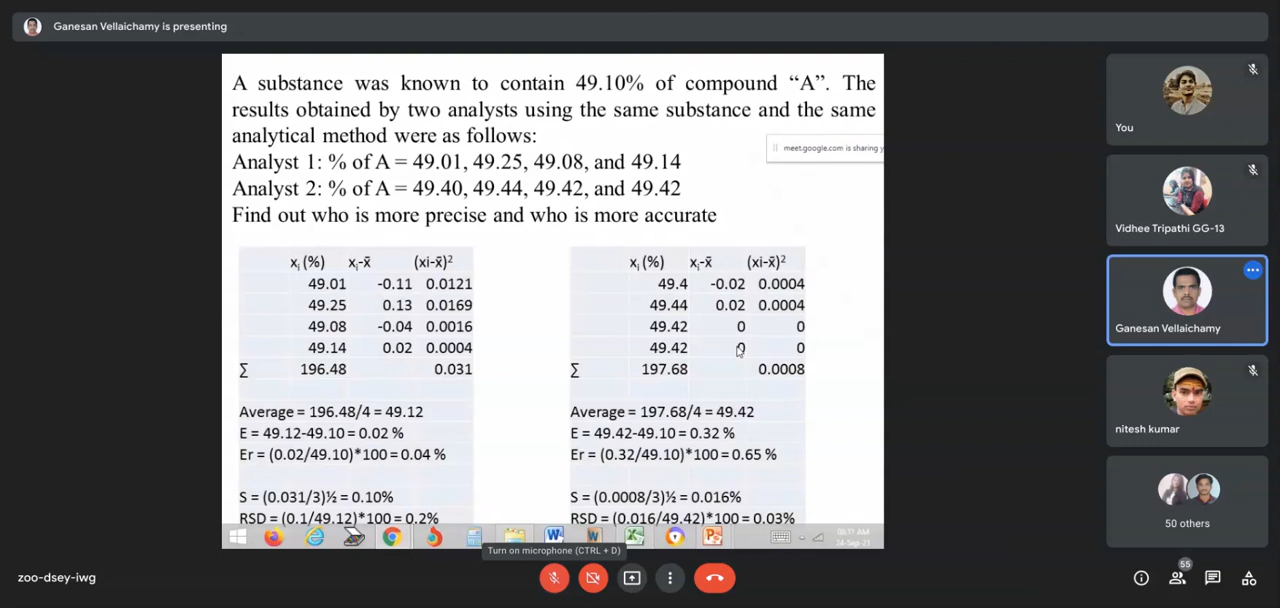 Ganesan Vellaichamy is presenting
A substance was known to contain 49.10% of compound “A”. The
results obtained by two analysts using the same substance and the same
analytical method were as follows:
meet.google.com is sharing y
Analyst 1: % of A = 49.01, 49.25, 49.08, and 49.14
Analyst 2: % of A = 49.40, 49.44, 49.42, and 49.42
Find out who is more precise and who is more accurate
xi (%) xi-x̄ (xi-x̄)²
49.01 -0.11 0.0121
49.25 0.13 0.0169
49.08 -0.04 0.0016
49.14 0.02 0.0004
∑ 196.48 0.031
Average = 196.48/4 = 49.12
E = 49.12-49.10 = 0.02 %
Er = (0.02/49.10)*100 = 0.04 %
S = (0.031/3)½ = 0.10%
RSD = (0.1/49.12)*100 = 0.2%
xi (%) xi-x̄ (xi-x̄)²
49.4 -0.02 0.0004
49.44 0.02 0.0004
49.42 0 0
49.42 0 0
∑ 197.68 0.0008
Average = 197.68/4 = 49.42
E = 49.42-49.10 = 0.32 %
Er = (0.32/49.10)*100 = 0.65 %
S = (0.0008/3)½ = 0.016%
RSD = (0.016/49.42)*100 = 0.03%
24-Sep-21
Turn on microphone (CTRL + D)
You
Vidhee Tripathi GG-13
Ganesan Vellaichamy
nitesh kumar
50 others
zoo-dsey-iwg
55